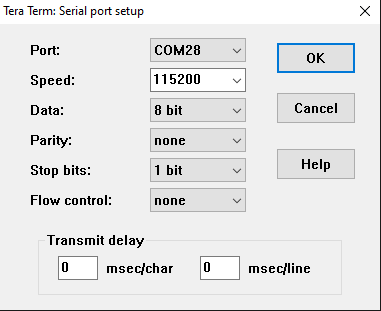 Tera Term: Serial port setup
Port: COM28 OK
Speed: 115200
Data: 8 bit Cancel
Parity: none
Stop bits: 1 bit Help
Flow control: none
Transmit delay
0 msec/char 0 msec/line